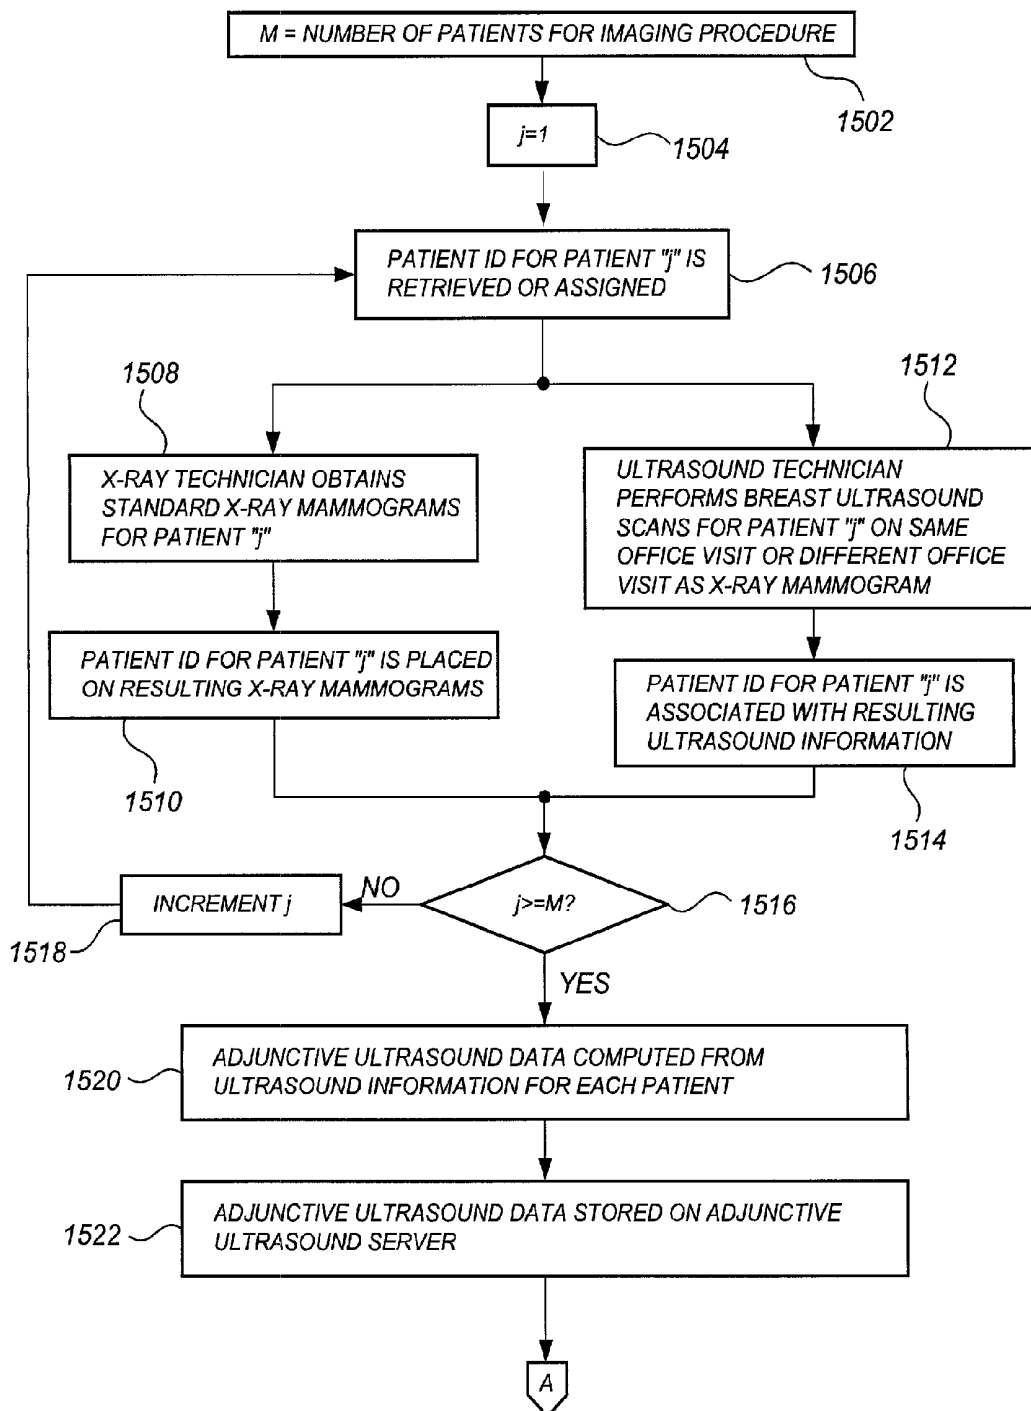 M = NUMBER OF PATIENTS FOR IMAGING PROCEDURE
1502
j=1
1504
PATIENT ID FOR PATIENT "j" IS
RETRIEVED OR ASSIGNED
1506
1508
X-RAY TECHNICIAN OBTAINS
STANDARD X-RAY MAMMOGRAMS
FOR PATIENT "j"
1512
ULTRASOUND TECHNICIAN
PERFORMS BREAST ULTRASOUND
SCANS FOR PATIENT "j" ON SAME
OFFICE VISIT OR DIFFERENT OFFICE
VISIT AS X-RAY MAMMOGRAM
PATIENT ID FOR PATIENT "j" IS PLACED
ON RESULTING X-RAY MAMMOGRAMS
1510
PATIENT ID FOR PATIENT "j" IS
ASSOCIATED WITH RESULTING
ULTRASOUND INFORMATION
1514
j>=M?
1516
NO
INCREMENT j
1518
YES
ADJUNCTIVE ULTRASOUND DATA COMPUTED FROM
ULTRASOUND INFORMATION FOR EACH PATIENT
1520
ADJUNCTIVE ULTRASOUND DATA STORED ON ADJUNCTIVE
ULTRASOUND SERVER
1522
A